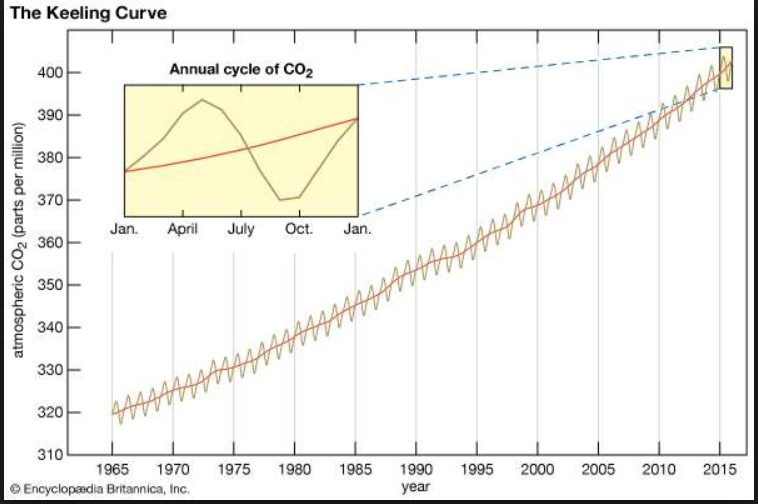 The Keeling Curve
Annual cycle of CO₂
Jan. April July Oct. Jan.
atmospheric CO₂ (parts per million)
400
390
380
370
360
350
340
330
320
310
1965 1970 1975 1980 1985 1990 1995 2000 2005 2010 2015
year
© Encyclopædia Britannica, Inc.